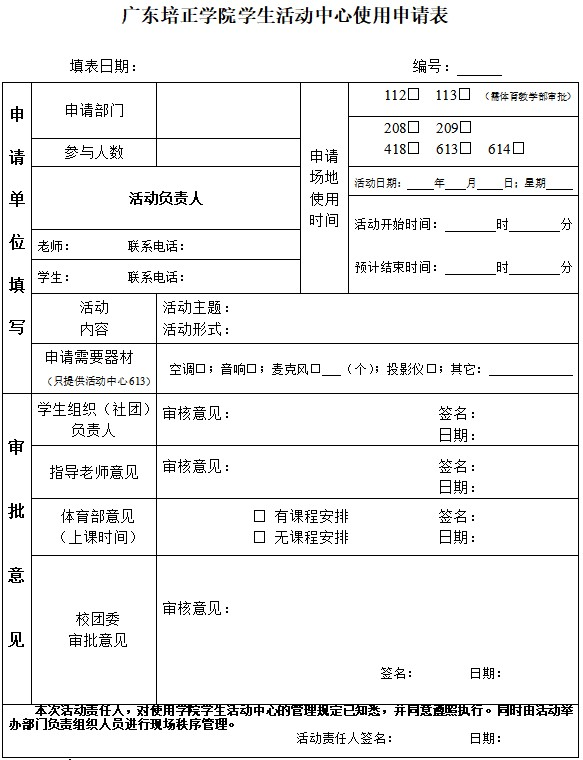 广东培正学院学生活动中心使用申请表
填表日期： 编号：______
申请单位填写
申请部门
参与人数
活动负责人
老师： 联系电话：
学生： 联系电话：
申请场地使用时间
112□ 113□ （需体育教学部审批）
208□ 209□
418□ 613□ 614□
活动日期：____年____月____日；星期____
活动开始时间：______时______分
预计结束时间：______时______分
活动
内容
活动主题：
活动形式：
申请需要器材
（只提供活动中心613）
空调□；音响□；麦克风□___（个）；投影仪□；其它：__________
审批意见
学生组织（社团）
负责人
审核意见： 签名：
日期：
指导老师意见
审核意见： 签名：
日期：
体育部意见
（上课时间）
□ 有课程安排 签名：
□ 无课程安排 日期：
校团委
审批意见
审核意见：
签名： 日期：
本次活动责任人，对使用学院学生活动中心的管理规定已知悉，并同意遵照执行。同时由活动举
办部门负责组织人员进行现场秩序管理。
活动责任人签名： 日期：